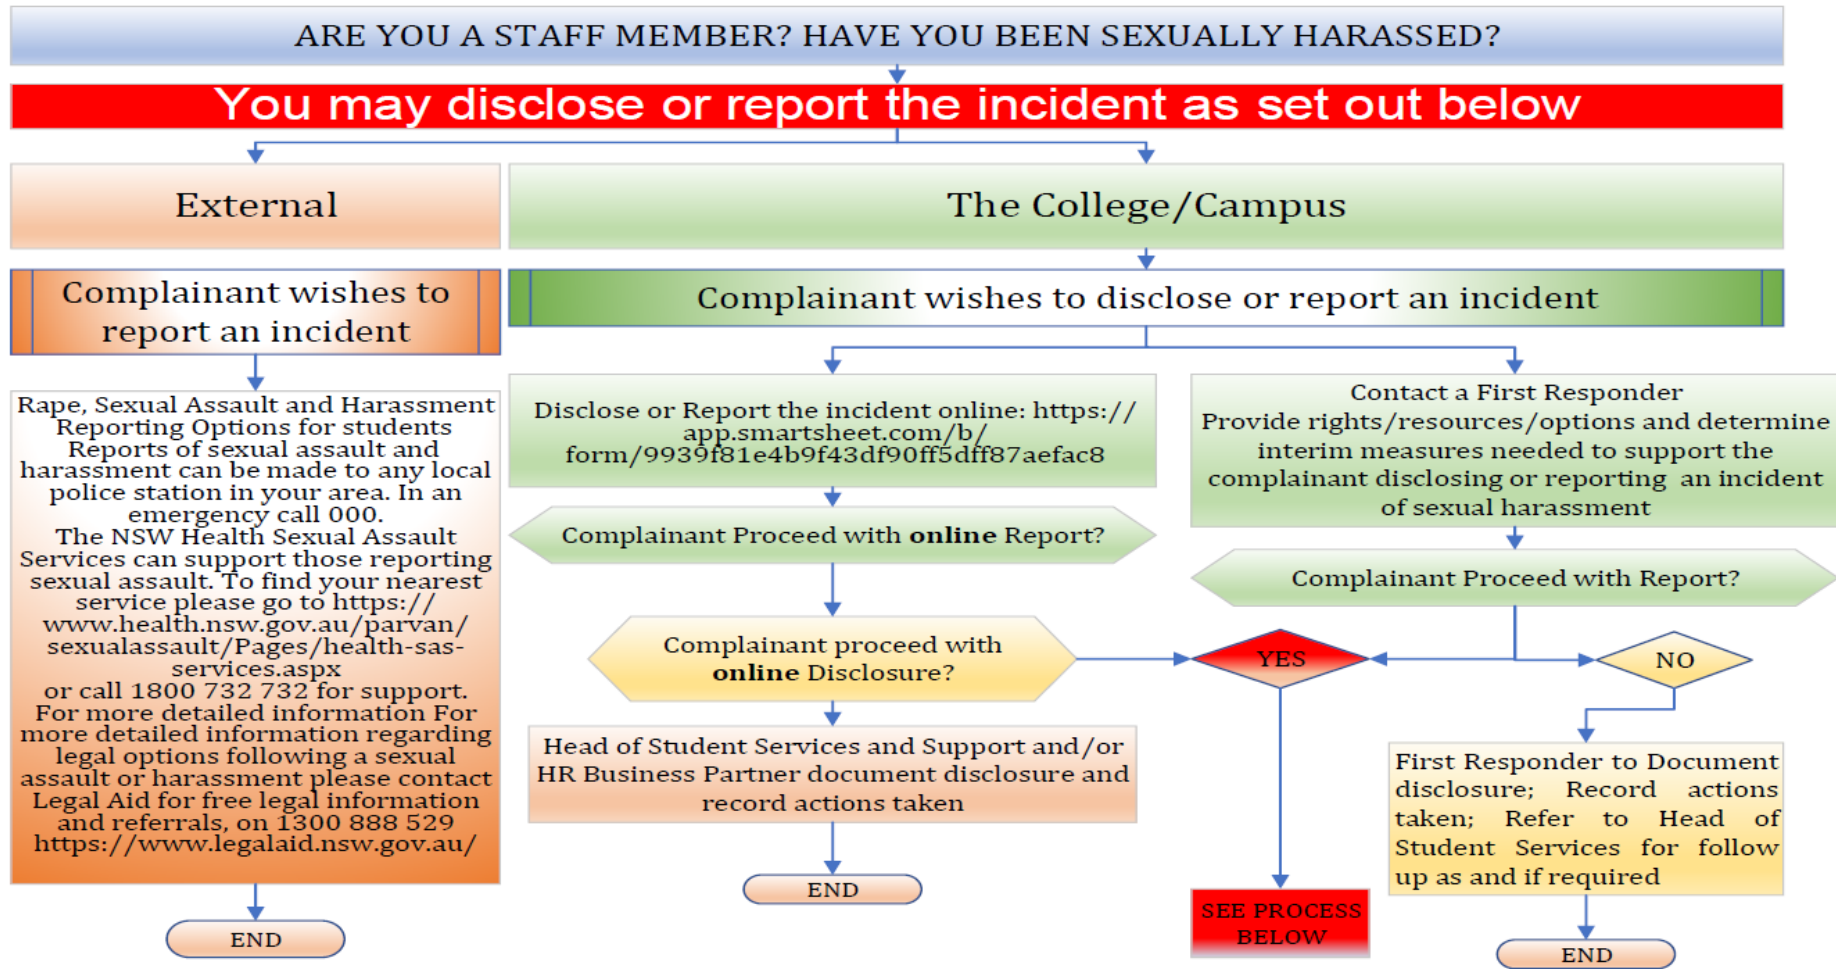 ARE YOU A STAFF MEMBER? HAVE YOU BEEN SEXUALLY HARASSED?
You may disclose or report the incident as set out below
External
The College/Campus
Complainant wishes to
report an incident
Complainant wishes to disclose or report an incident
Rape, Sexual Assault and Harassment
Reporting Options for students
Reports of sexual assault and
harassment can be made to any local
police station in your area. In an
emergency call 000.
The NSW Health Sexual Assault
Services can support those reporting
sexual assault. To find your nearest
service please go to https://
www.health.nsw.gov.au/parvan/
sexualassault/Pages/health-sas-
services.aspx
or call 1800 732 732 for support.
For more detailed information For
more detailed information regarding
legal options following a sexual
assault or harassment please contact
Legal Aid for free legal information
and referrals, on 1300 888 529
https://www.legalaid.nsw.gov.au/
END
Disclose or Report the incident online: https://
app.smartsheet.com/b/
form/9939f81e4b9f43df90ff5dff87aefac8
Complainant Proceed with online Report?
Complainant proceed with
online Disclosure?
Head of Student Services and Support and/or
HR Business Partner document disclosure and
record actions taken
END
Contact a First Responder
Provide rights/resources/options and determine
interim measures needed to support the
complainant disclosing or reporting an incident
of sexual harassment
Complainant Proceed with Report?
YES
NO
SEE PROCESS
BELOW
First Responder to Document
disclosure; Record actions
taken; Refer to Head of
Student Services for follow
up as and if required
END